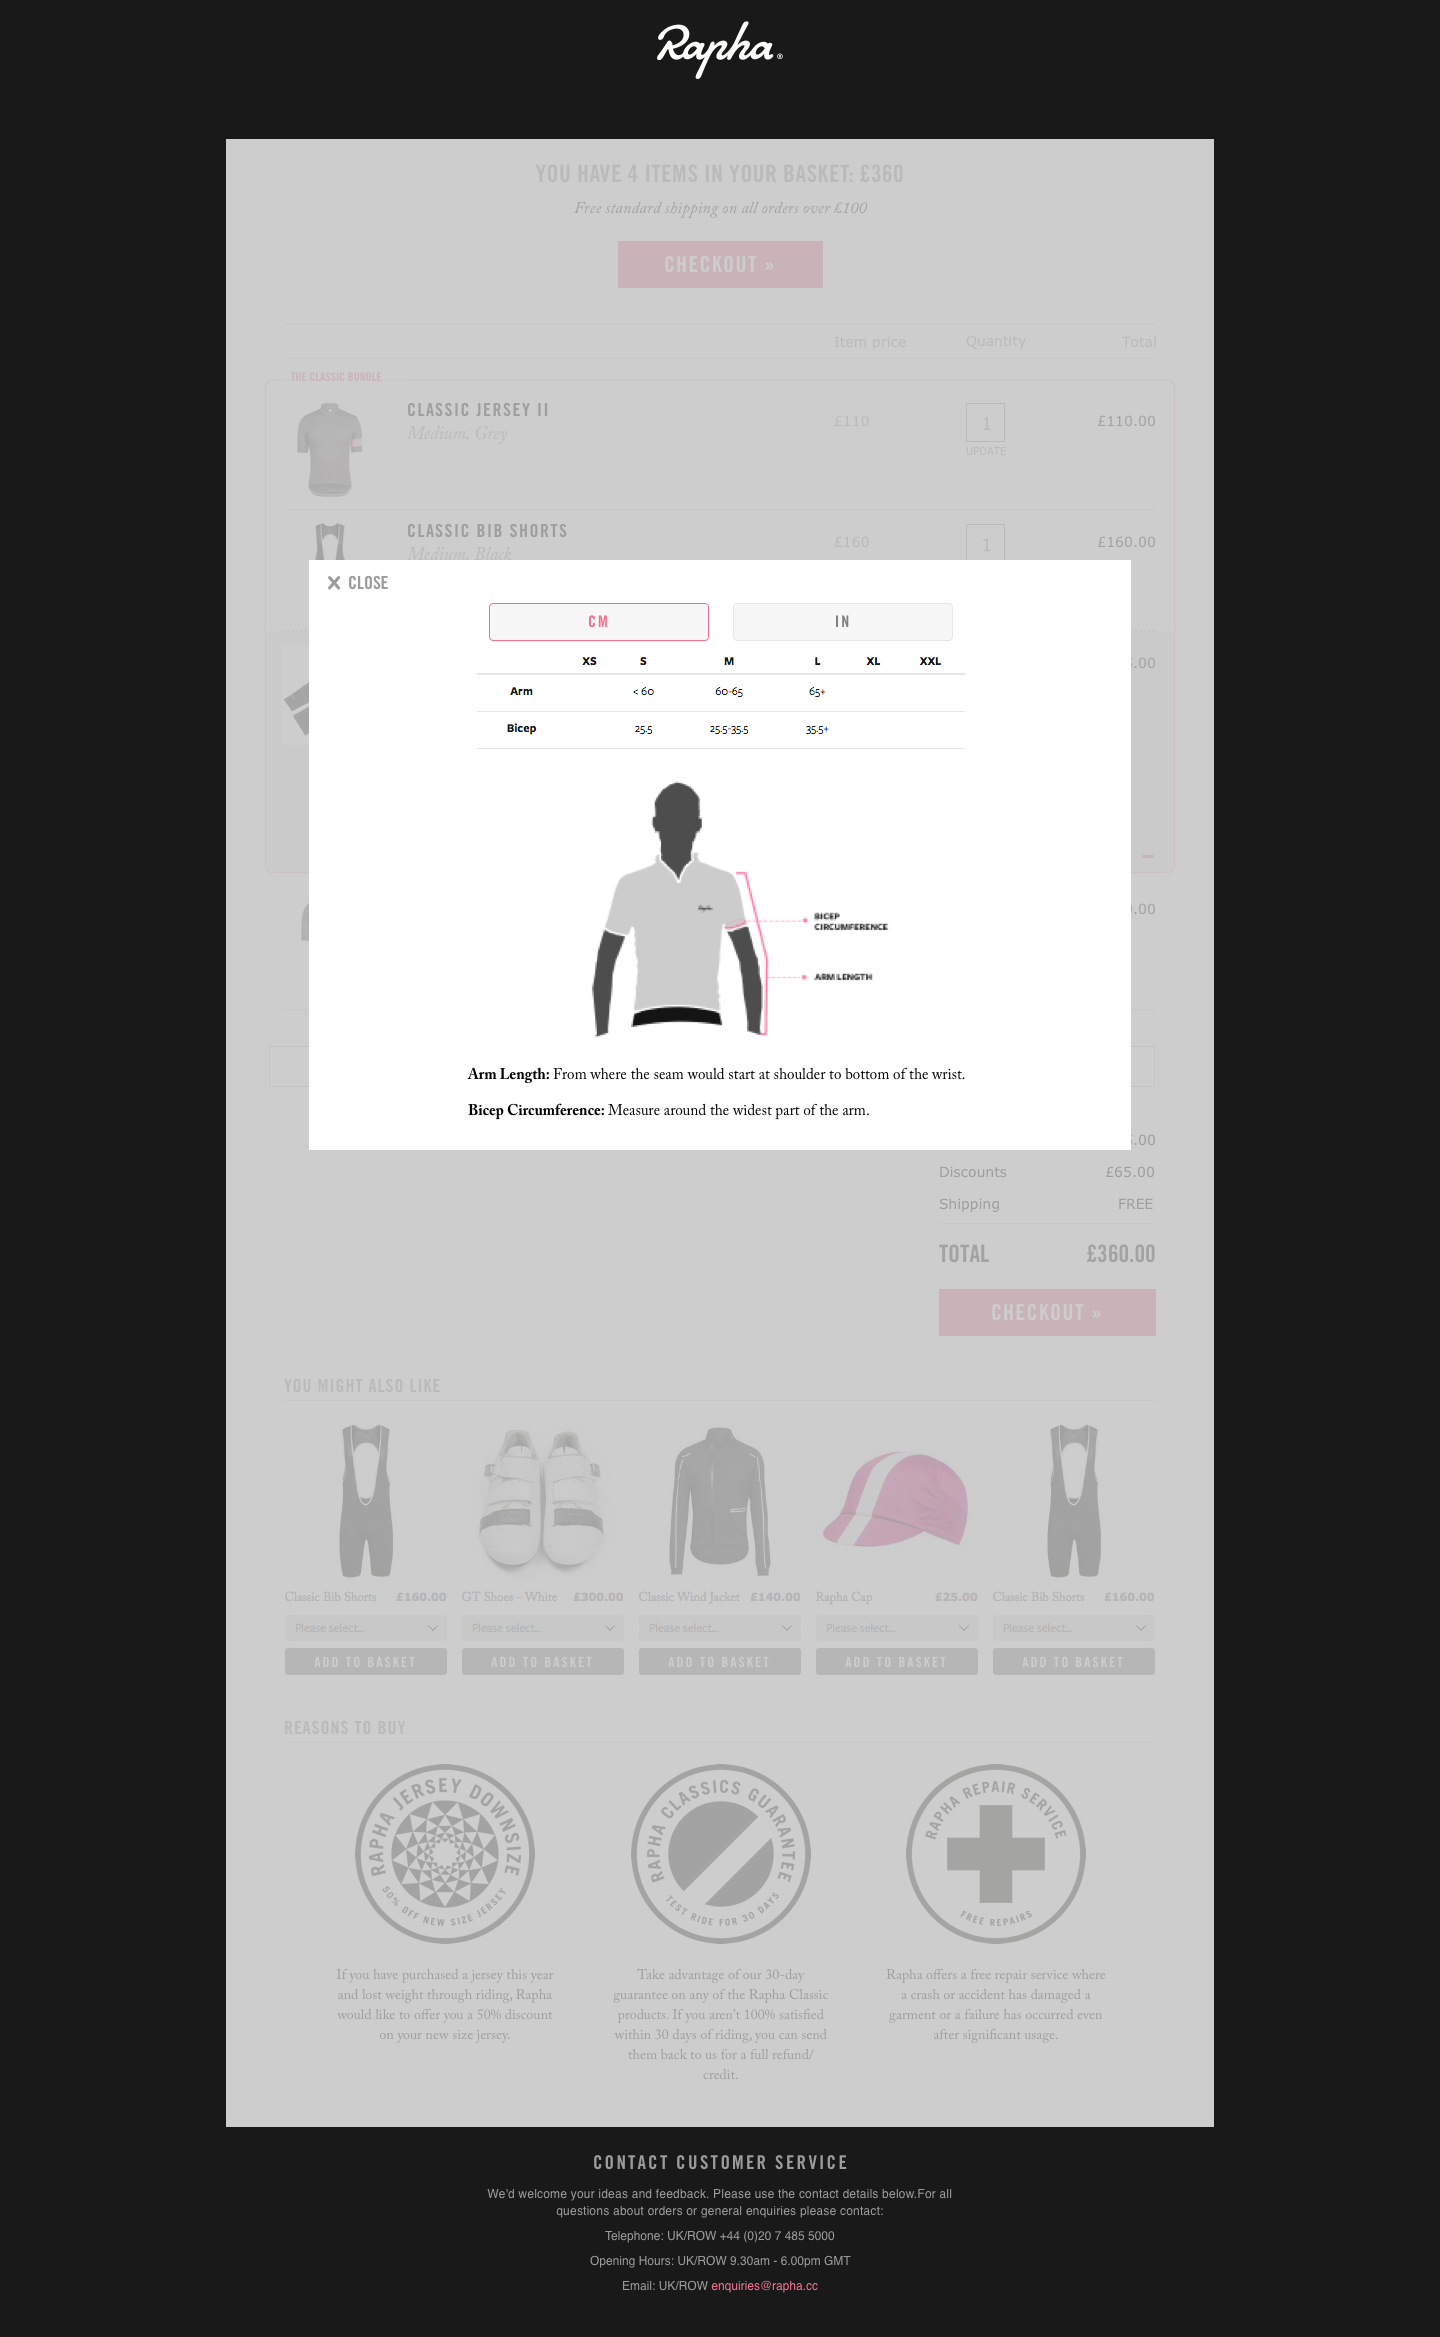 Rapha®
YOU HAVE 4 ITEMS IN YOUR BASKET: £360
Free standard shipping on all orders over £100
CHECKOUT »
Item price Quantity Total
THE CLASSIC BUNDLE
CLASSIC JERSEY II
Medium, Grey
£110
1
UPDATE
£110.00
CLASSIC BIB SHORTS
Medium, Black
£160
1
£160.00
CLOSE
CM
IN
XS S M L XL XXL
Arm < 60 60-65 65+
Bicep 25.5 25.5-35.5 35.5+
.00
.00
Rapha
BICEP
CIRCUMFERENCE
ARM LENGTH
Arm Length: From where the seam would start at shoulder to bottom of the wrist.
Bicep Circumference: Measure around the widest part of the arm.
.00
Discounts £65.00
Shipping FREE
TOTAL £360.00
CHECKOUT »
YOU MIGHT ALSO LIKE
Classic Bib Shorts £160.00
Please select...
ADD TO BASKET
GT Shoes - White £300.00
Please select...
ADD TO BASKET
Classic Wind Jacket £140.00
Please select...
ADD TO BASKET
Rapha Cap £25.00
Please select...
ADD TO BASKET
Classic Bib Shorts £160.00
Please select...
ADD TO BASKET
REASONS TO BUY
RAPHA JERSEY DOWNSIZE
50% OFF NEW SIZE JERSEY
If you have purchased a jersey this year
and lost weight through riding, Rapha
would like to offer you a 50% discount
on your new size jersey.
RAPHA CLASSICS GUARANTEE
TEST RIDE FOR 30 DAYS
Take advantage of our 30-day
guarantee on any of the Rapha Classic
products. If you aren't 100% satisfied
within 30 days of riding, you can send
them back to us for a full refund/
credit.
RAPHA REPAIR SERVICE
FREE REPAIRS
Rapha offers a free repair service where
a crash or accident has damaged a
garment or a failure has occurred even
after significant usage.
CONTACT CUSTOMER SERVICE
We'd welcome your ideas and feedback. Please use the contact details below.For all
questions about orders or general enquiries please contact:
Telephone: UK/ROW +44 (0)20 7 485 5000
Opening Hours: UK/ROW 9.30am - 6.00pm GMT
Email: UK/ROW enquiries@rapha.cc